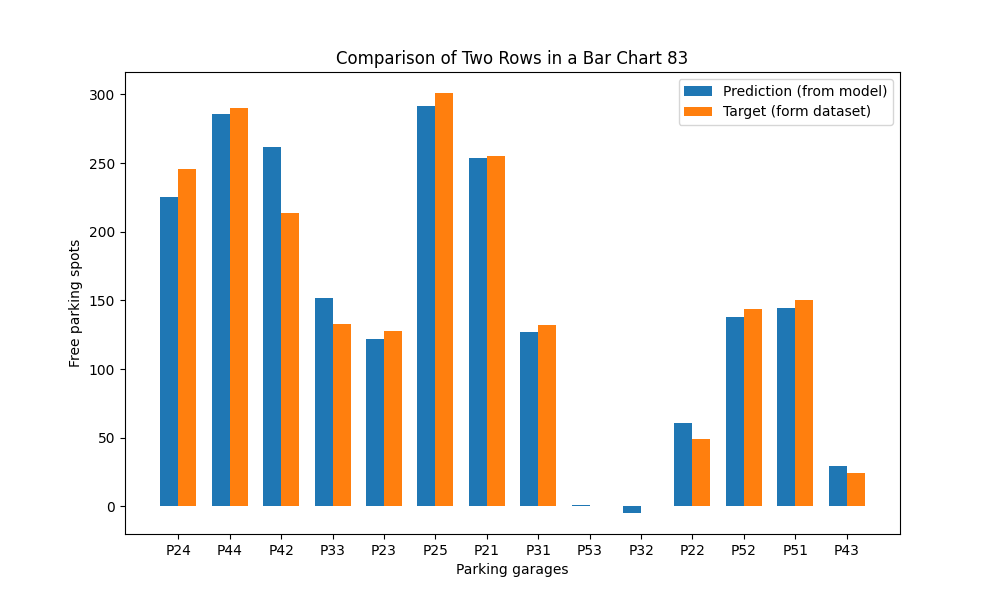 Comparison of Two Rows in a Bar Chart 83
Prediction (from model)
Target (form dataset)
300
250
200
150
100
50
0
Free parking spots
P24 P44 P42 P33 P23 P25 P21 P31 P53 P32 P22 P52 P51 P43
Parking garages